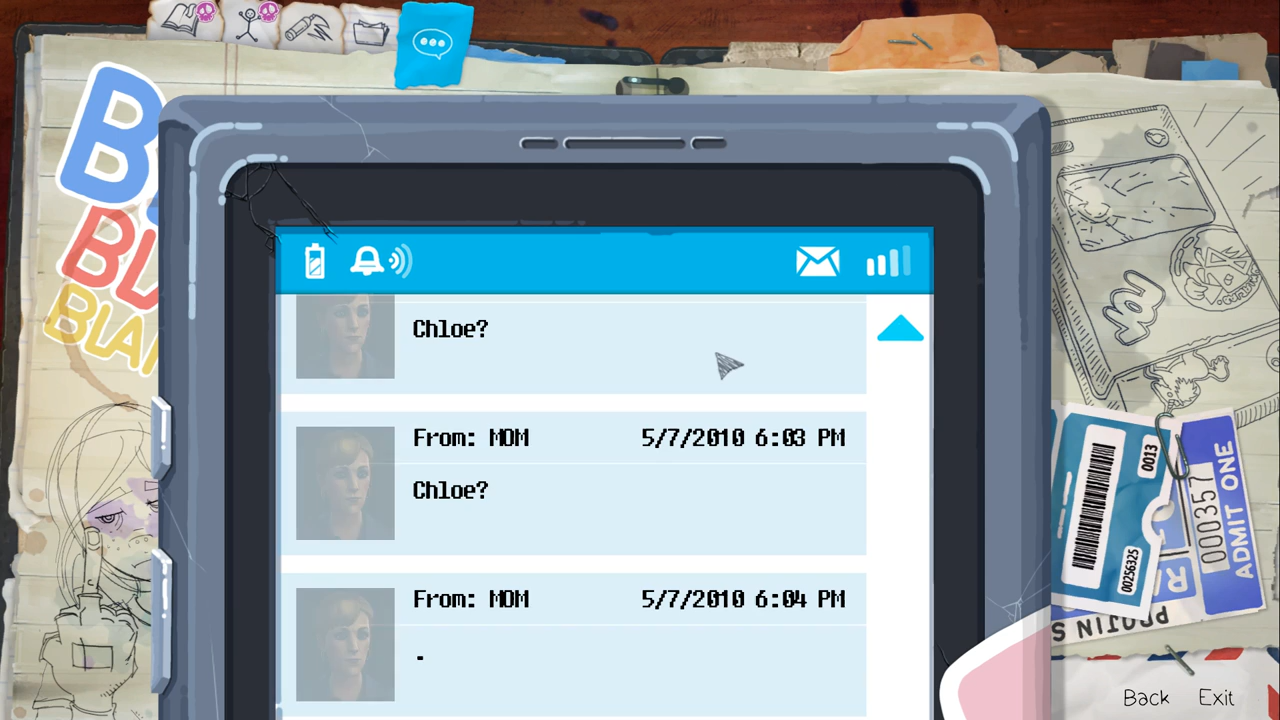 Chloe?
From: MOM 5/7/2010 6:03 PM
Chloe?
From: MOM 5/7/2010 6:04 PM
.
0013
00256325
000357
ADMIT ONE
Back Exit